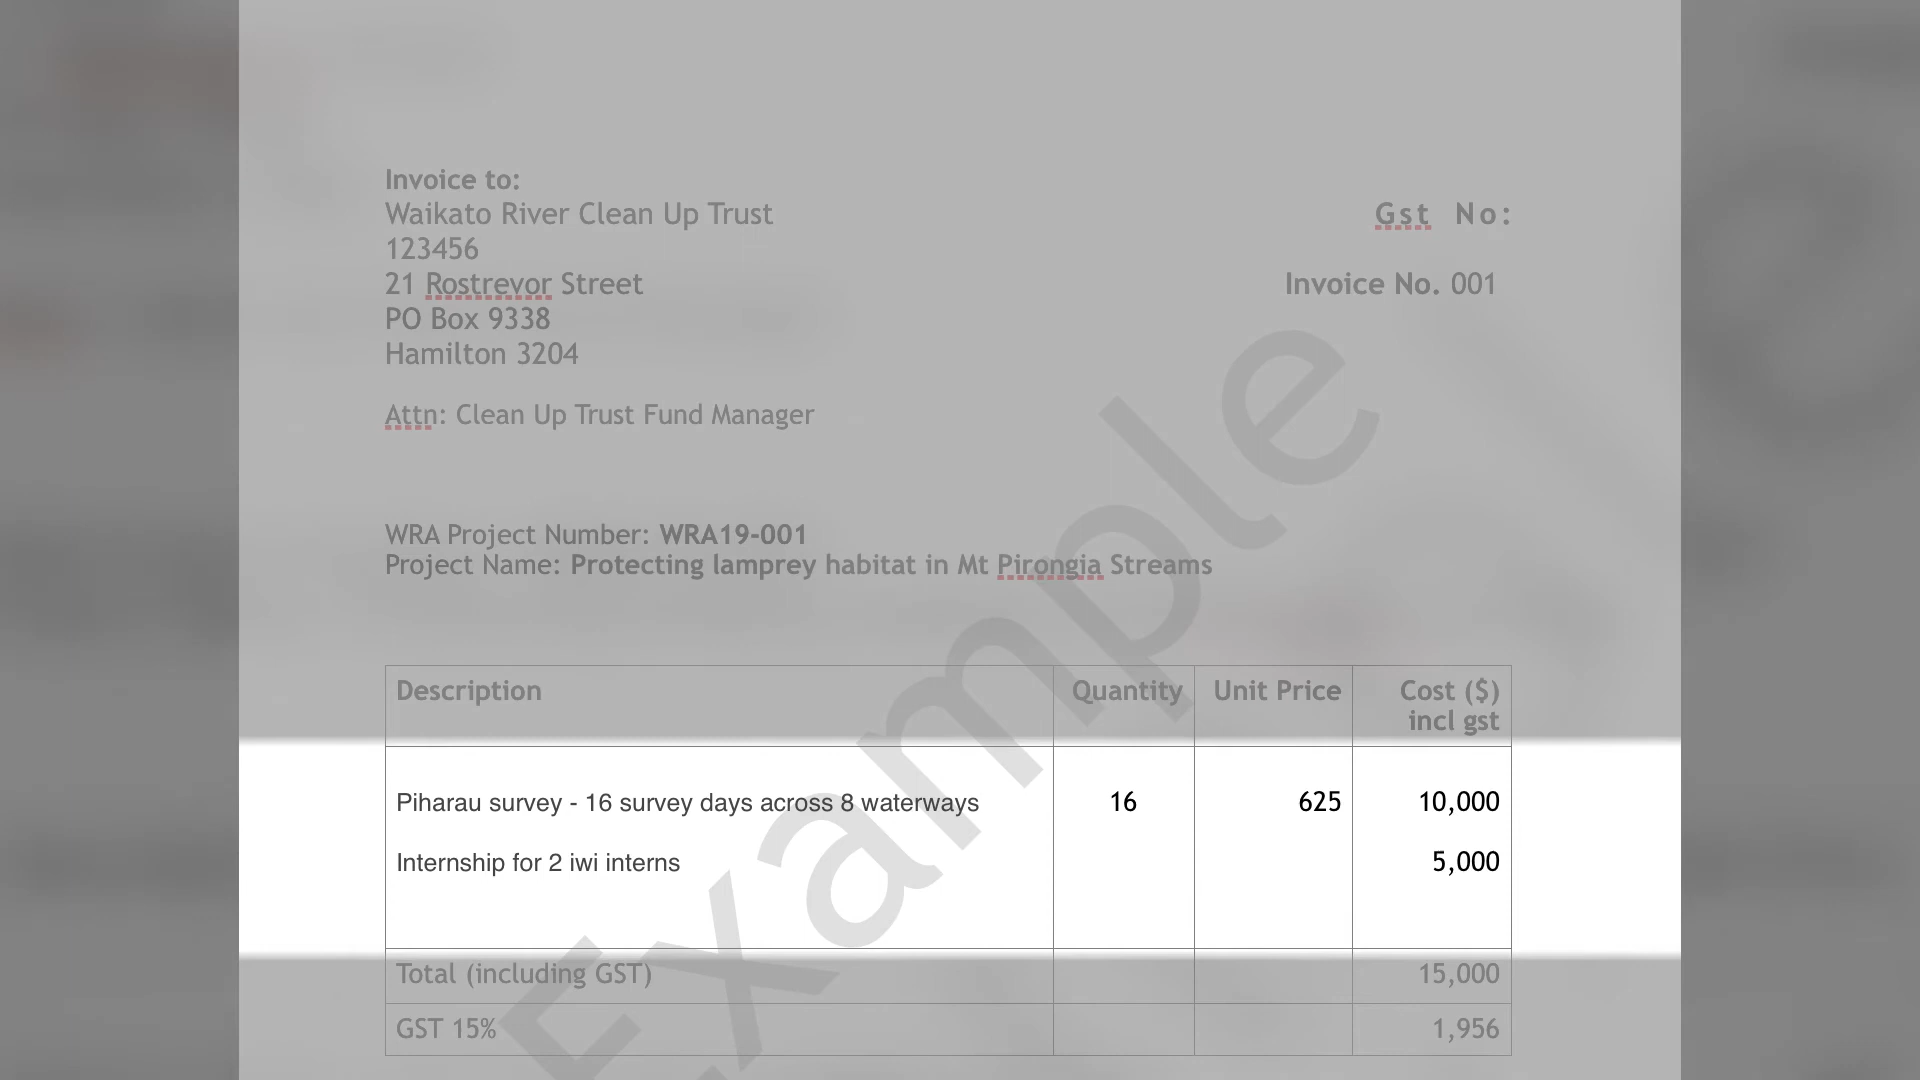 Invoice to:
Waikato River Clean Up Trust
Gst No:
123456
21 Rostrevor Street
Invoice No. 001
PO Box 9338
Hamilton 3204
Attn: Clean Up Trust Fund Manager
WRA Project Number: WRA19-001
Project Name: Protecting lamprey habitat in Mt Pirongia Streams
Description Quantity Unit Price Cost ($)
incl gst
Piharau survey - 16 survey days across 8 waterways 16 625 10,000
Internship for 2 iwi interns 5,000
Total (including GST) 15,000
GST 15% 1,956
Example